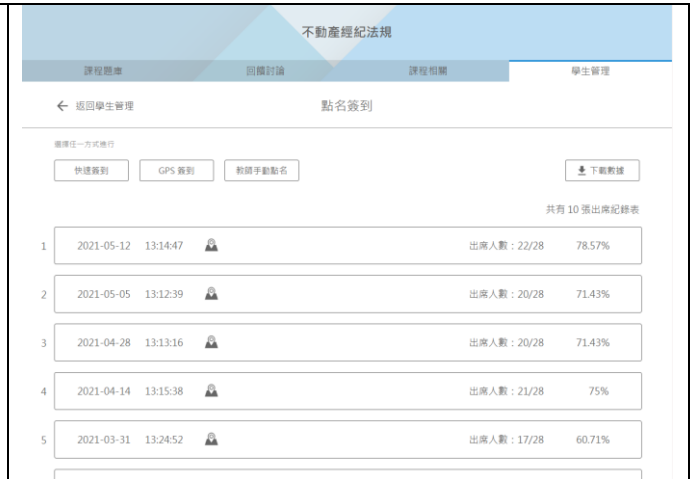 不動產經紀法規
課程題庫 回饋討論 課程相關 學生管理
← 返回學生管理 點名簽到
選擇任一方式進行
快速簽到 GPS 簽到 教師手動點名 下載數據
共有 10 張出席紀錄表
1 2021-05-12 13:14:47 出席人數：22/28 78.57%
2 2021-05-05 13:12:39 出席人數：20/28 71.43%
3 2021-04-28 13:13:16 出席人數：20/28 71.43%
4 2021-04-14 13:15:38 出席人數：21/28 75%
5 2021-03-31 13:24:52 出席人數：17/28 60.71%